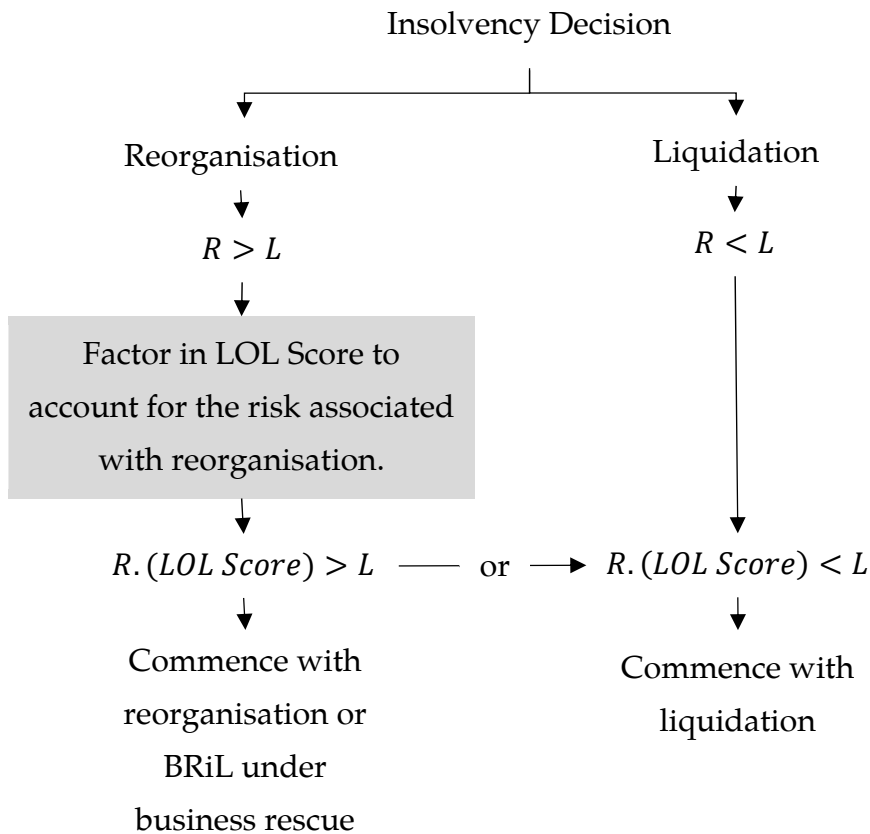 Insolvency Decision
Reorganisation
Liquidation
R > L
R < L
Factor in LOL Score to
account for the risk associated
with reorganisation.
R. (LOL Score) > L
or
R. (LOL Score) < L
Commence with
reorganisation or
BRiL under
business rescue
Commence with
liquidation